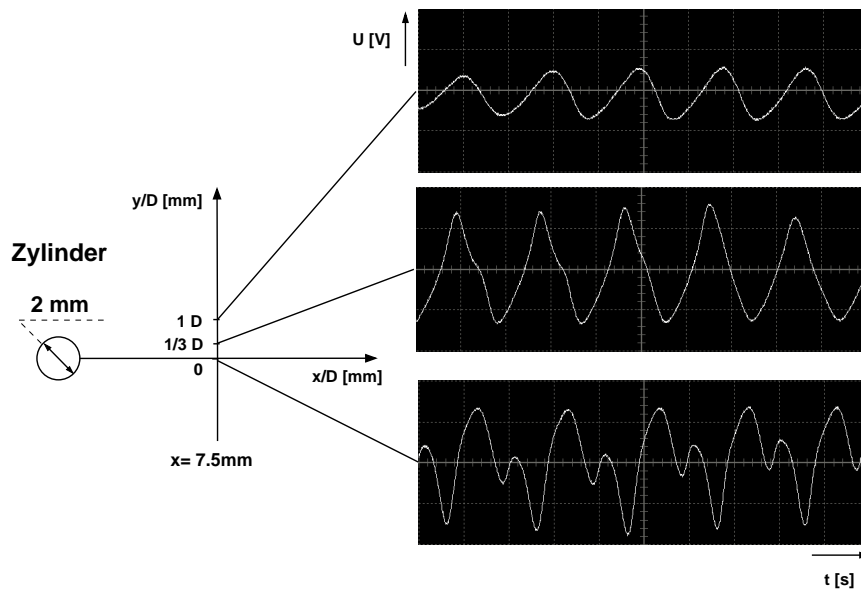 U [V]
y/D [mm]
Zylinder
2 mm
1 D
1/3 D
0
x/D [mm]
x= 7.5mm
t [s]